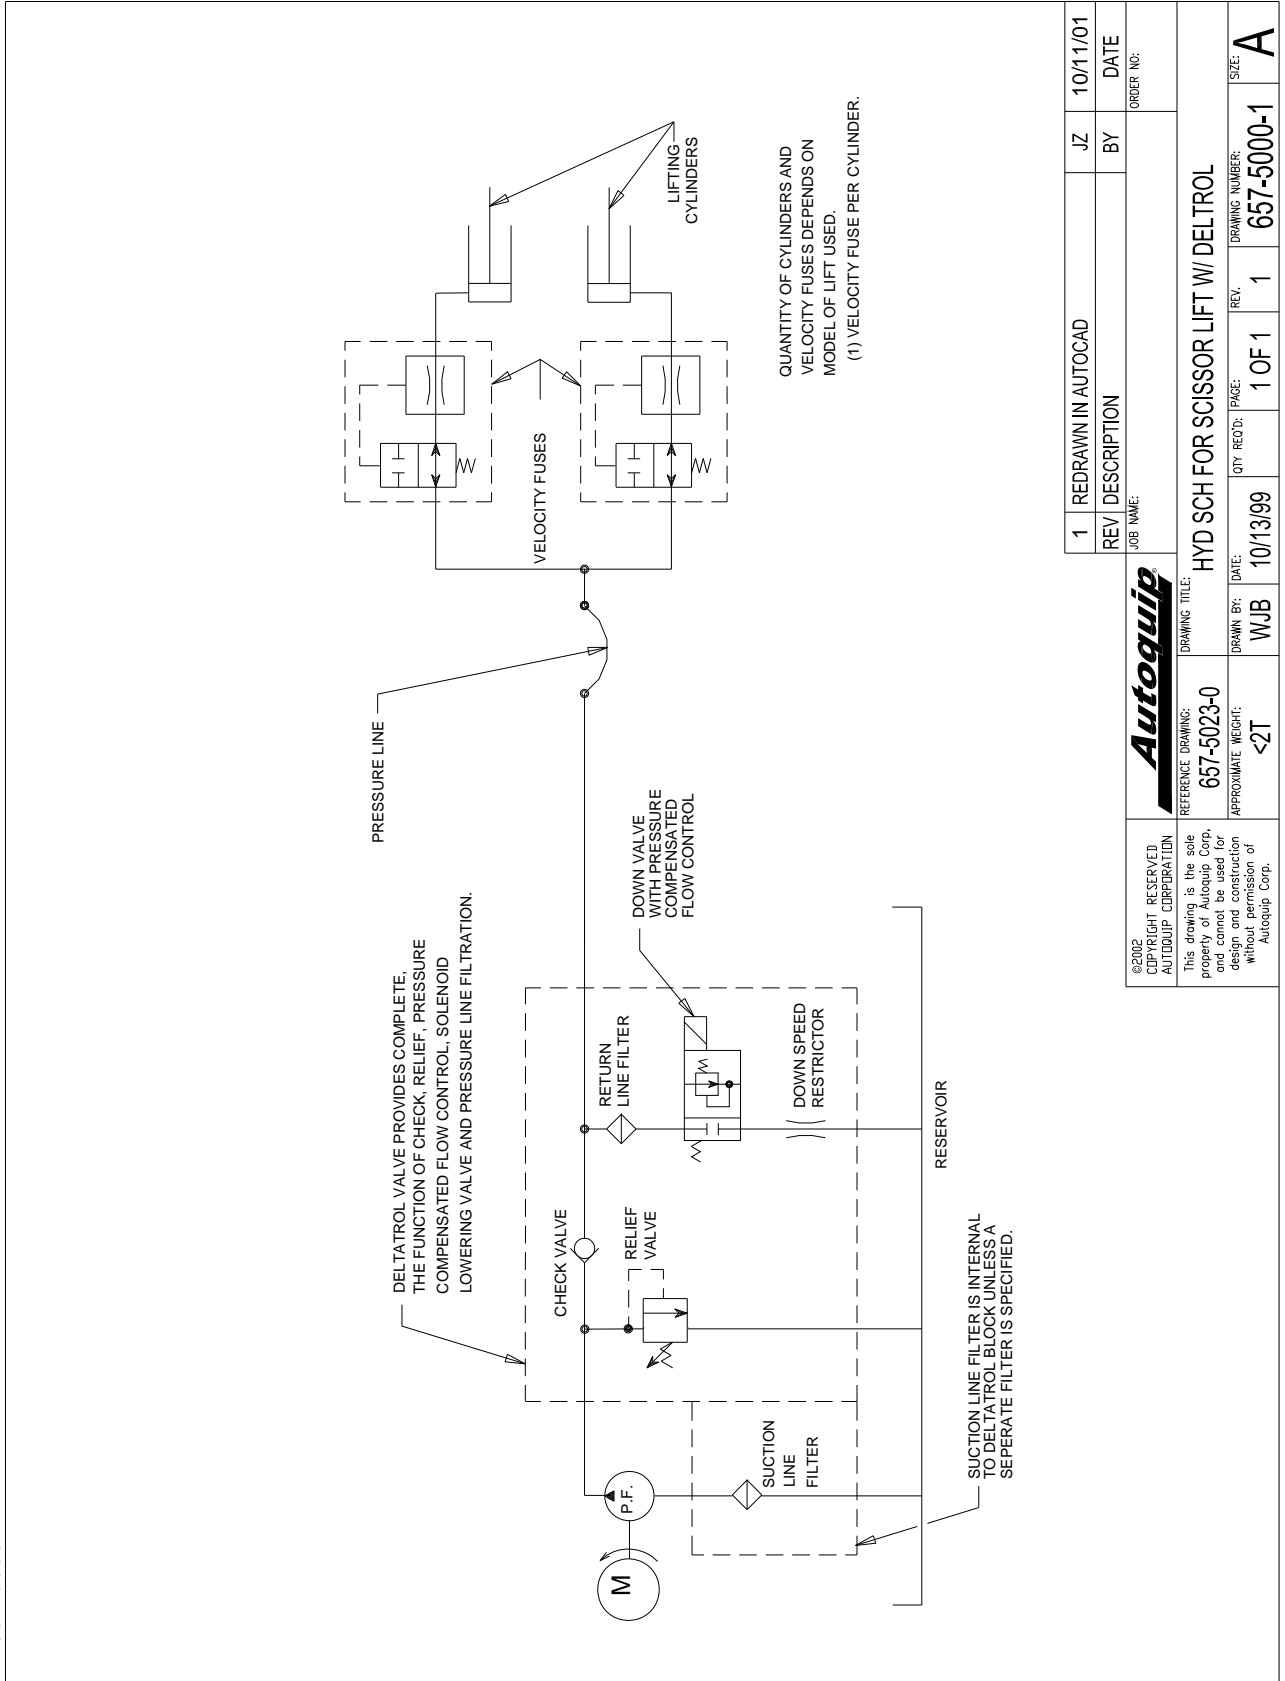 DELTATROL VALVE PROVIDES COMPLETE,
THE FUNCTION OF CHECK, RELIEF, PRESSURE
COMPENSATED FLOW CONTROL, SOLENOID
LOWERING VALVE AND PRESSURE LINE FILTRATION.
PRESSURE LINE
VELOCITY FUSES
LIFTING
CYLINDERS
QUANTITY OF CYLINDERS AND
VELOCITY FUSES DEPENDS ON
MODEL OF LIFT USED.
(1) VELOCITY FUSE PER CYLINDER.
CHECK VALVE
RELIEF
VALVE
RETURN
LINE FILTER
DOWN VALVE
WITH PRESSURE
COMPENSATED
FLOW CONTROL
DOWN SPEED
RESTRICTOR
M
P.F.
SUCTION
LINE
FILTER
RESERVOIR
SUCTION LINE FILTER IS INTERNAL
TO DELTATROL BLOCK UNLESS A
SEPERATE FILTER IS SPECIFIED.
1 REDRAWN IN AUTOCAD JZ 10/11/01
REV DESCRIPTION BY DATE
©2002
COPYRIGHT RESERVED
AUTOQUIP CORPORATION
This drawing is the sole
property of Autoquip Corp,
and cannot be used for
design and construction
without permission of
Autoquip Corp.
Autoquip®
JOB NAME:
ORDER NO:
REFERENCE DRAWING:
657-5023-0
DRAWING TITLE:
HYD SCH FOR SCISSOR LIFT W/ DELTROL
APPROXIMATE WEIGHT:
<2T
DRAWN BY:
WJB
DATE:
10/13/99
QTY REQ'D:
PAGE:
1 OF 1
REV.
1
DRAWING NUMBER:
657-5000-1
SIZE:
A